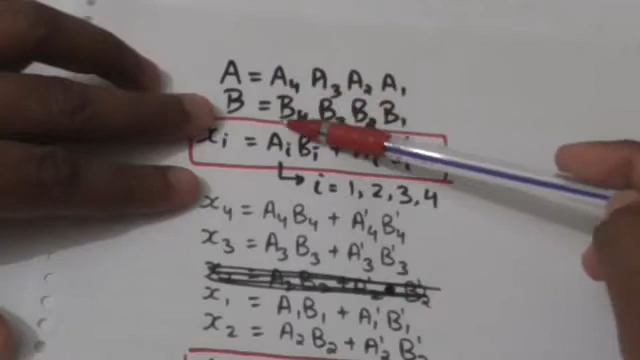 A = A₄ A₃ A₂ A₁
B = B₄ B₃ B₂ B₁
xᵢ = AᵢBᵢ +
↳ i = 1, 2, 3, 4
x₄ = A₄B₄ + A'₄B'₄
x₃ = A₃B₃ + A'₃B'₃
x₁ = A₁B₁ + A'₁B'₁
x₂ = A₂B₂ + A'₂B'₂